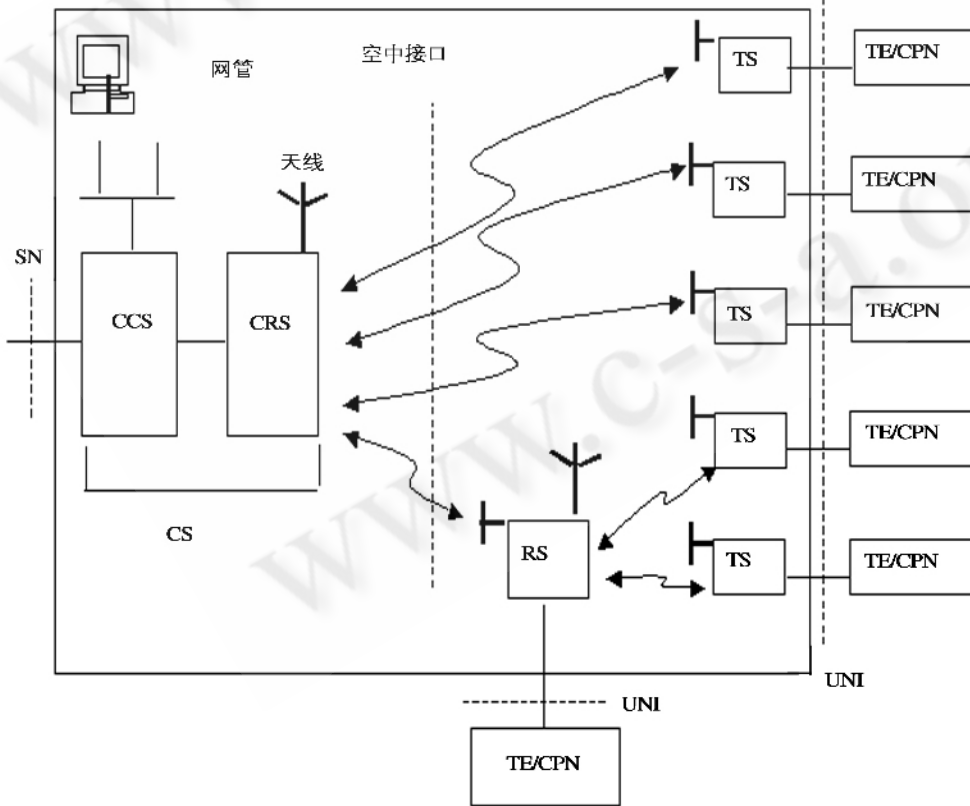 网管
空中接口
天线
SN
CCS
CRS
CS
TS
TE/CPN
TS
TE/CPN
TS
TE/CPN
TS
TE/CPN
RS
TS
TE/CPN
UNI
UNI
TE/CPN
www.c-s-a.o